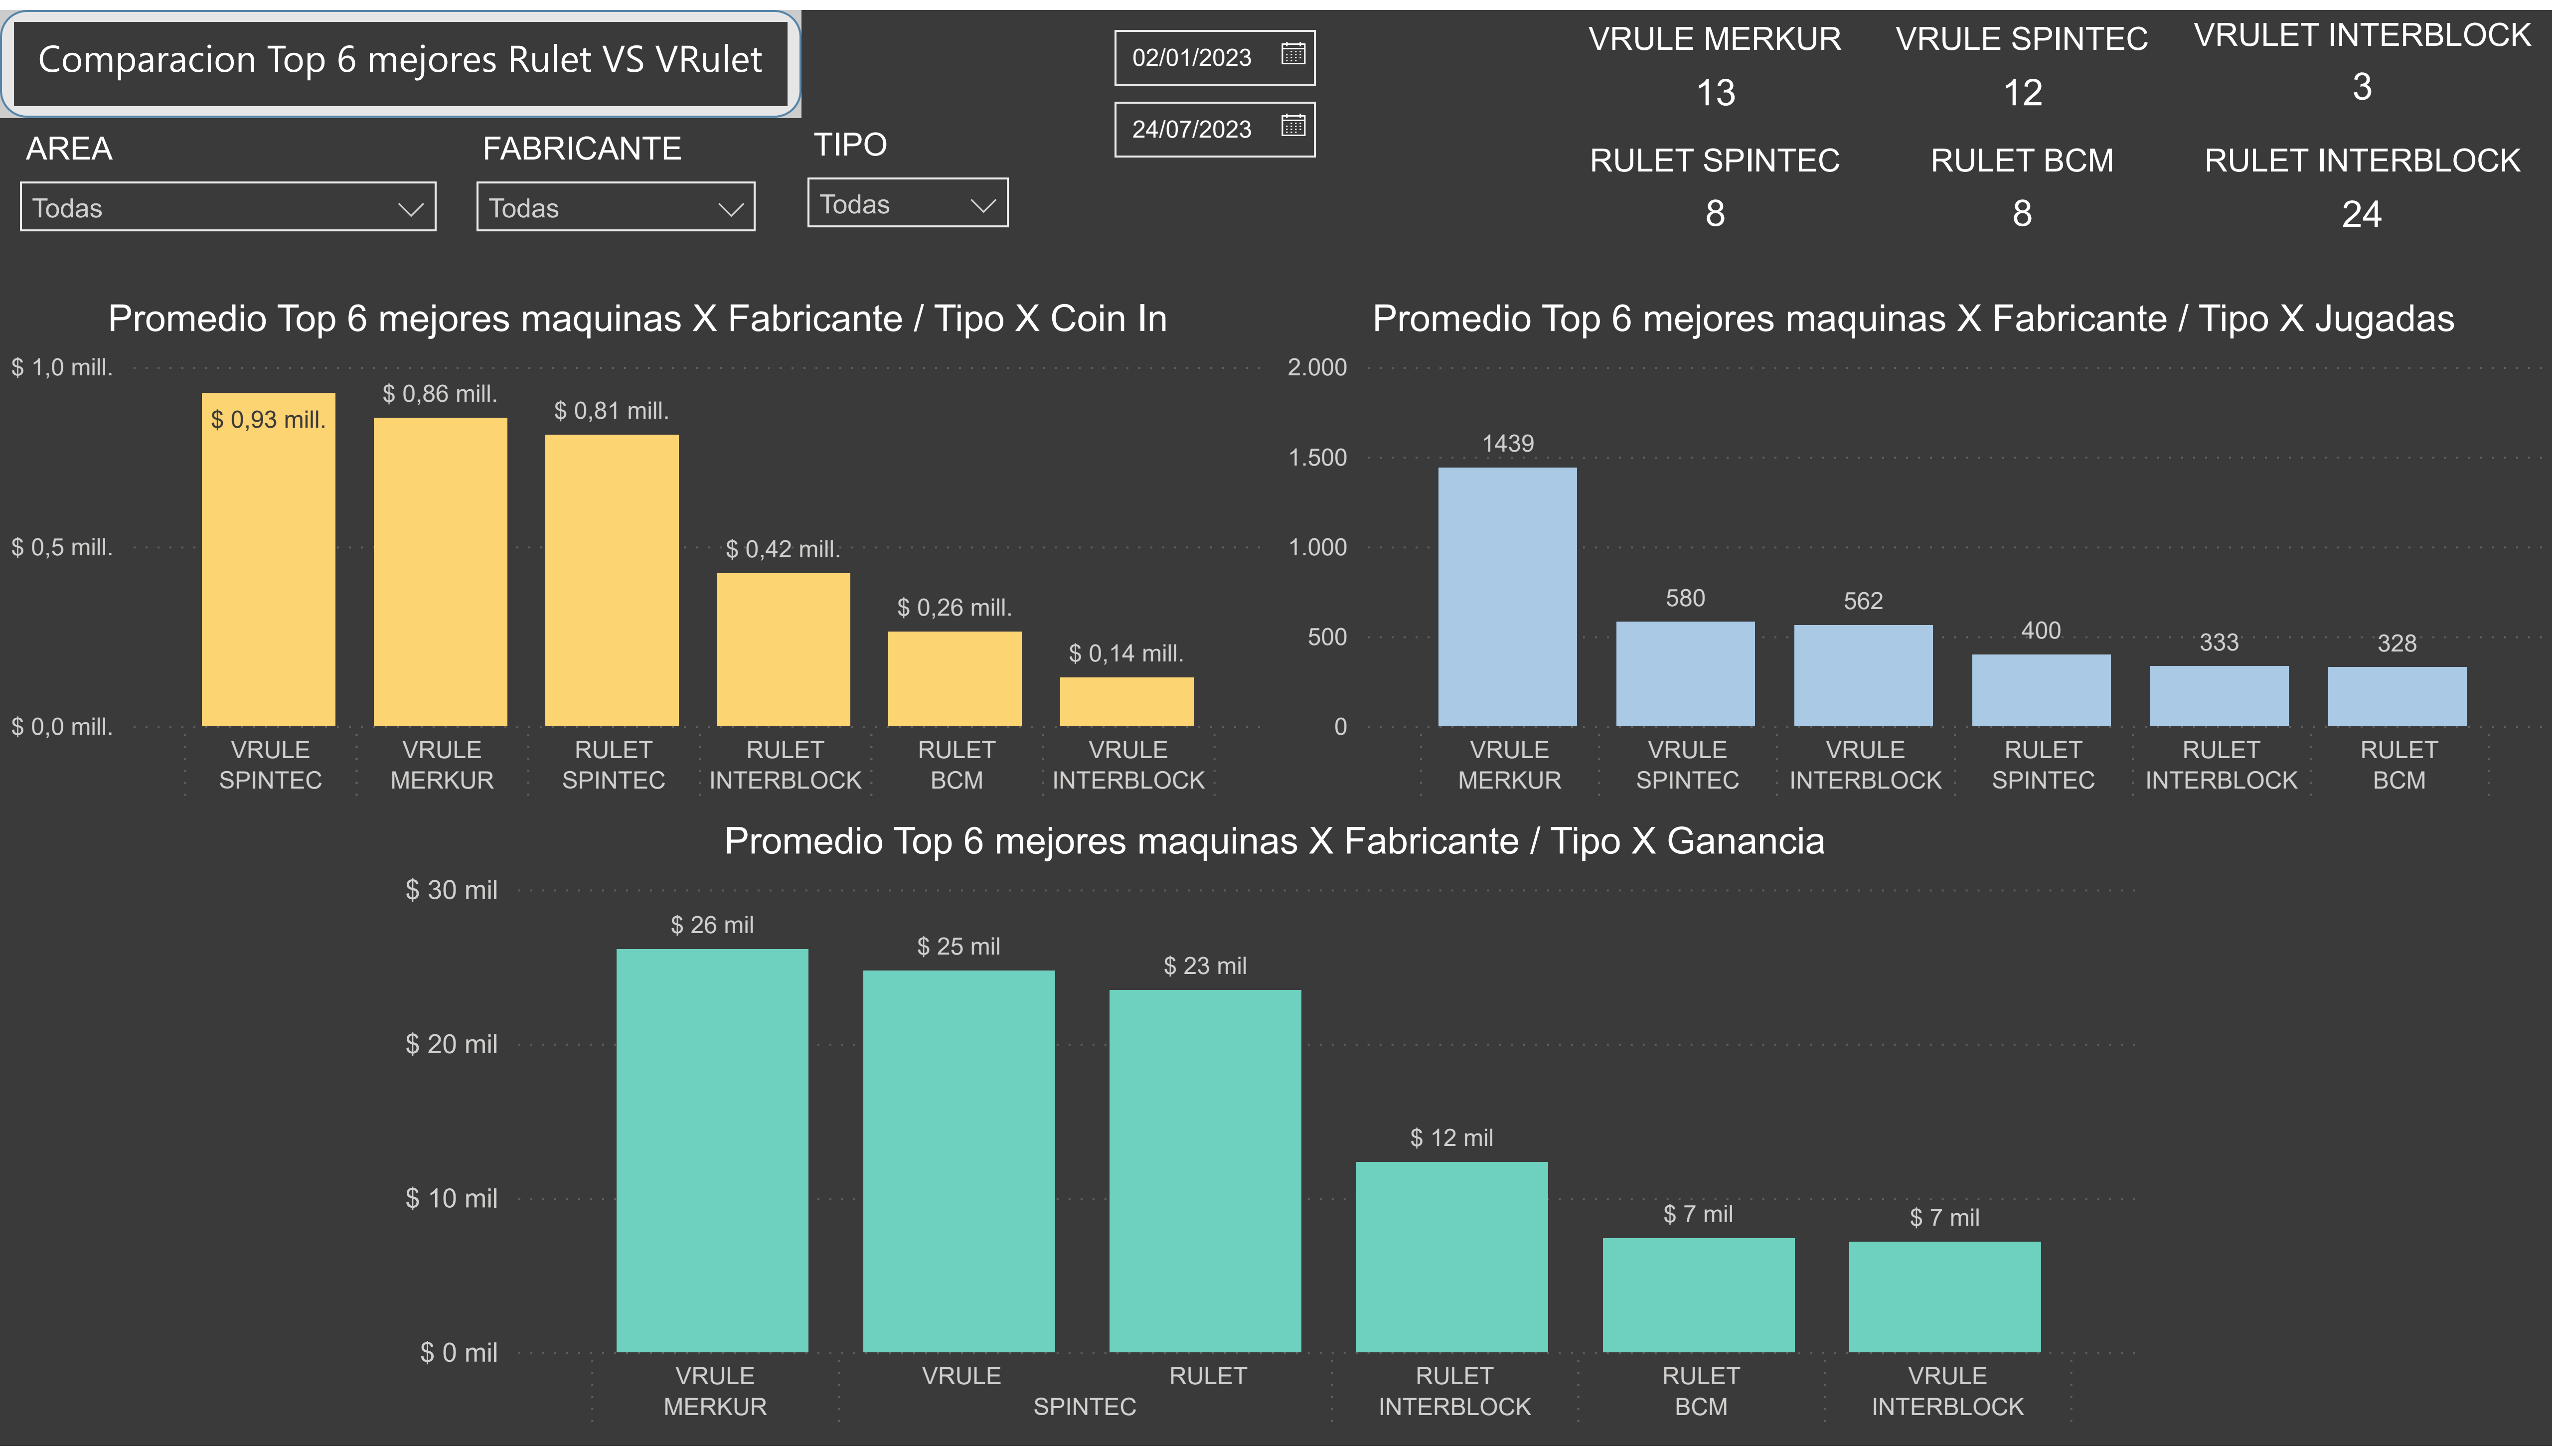 Comparacion Top 6 mejores Rulet VS VRulet
02/01/2023
24/07/2023
VRULE MERKUR
13
VRULE SPINTEC
12
VRULET INTERBLOCK
3
RULET SPINTEC
8
RULET BCM
8
RULET INTERBLOCK
24
AREA
Todas
FABRICANTE
Todas
TIPO
Todas
Promedio Top 6 mejores maquinas X Fabricante / Tipo X Coin In
$ 1,0 mill.
$ 0,5 mill.
$ 0,0 mill.
$ 0,93 mill.
$ 0,86 mill.
$ 0,81 mill.
$ 0,42 mill.
$ 0,26 mill.
$ 0,14 mill.
VRULE
SPINTEC
VRULE
MERKUR
RULET
SPINTEC
RULET
INTERBLOCK
RULET
BCM
VRULE
INTERBLOCK
Promedio Top 6 mejores maquinas X Fabricante / Tipo X Jugadas
2.000
1.500
1.000
500
0
1439
580
562
400
333
328
VRULE
MERKUR
VRULE
SPINTEC
VRULE
INTERBLOCK
RULET
SPINTEC
RULET
INTERBLOCK
RULET
BCM
Promedio Top 6 mejores maquinas X Fabricante / Tipo X Ganancia
$ 30 mil
$ 20 mil
$ 10 mil
$ 0 mil
$ 26 mil
$ 25 mil
$ 23 mil
$ 12 mil
$ 7 mil
$ 7 mil
VRULE
MERKUR
VRULE
RULET
SPINTEC
RULET
INTERBLOCK
RULET
BCM
VRULE
INTERBLOCK